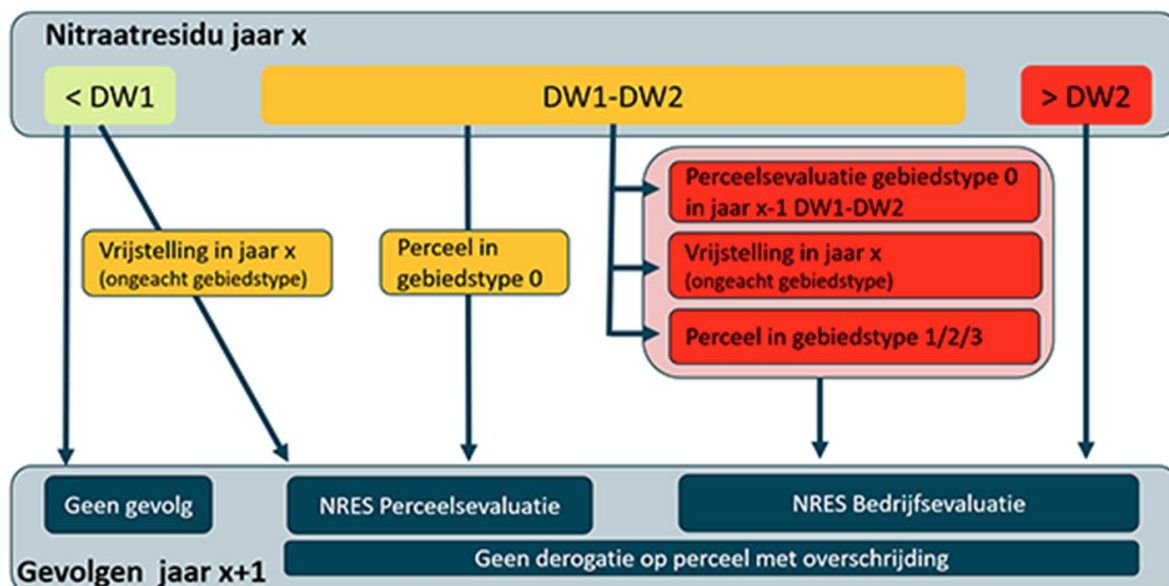 Nitraatresidu jaar x
< DW1
DW1-DW2
> DW2
Perceelsevaluatie gebiedstype 0
in jaar x-1 DW1-DW2
Vrijstelling in jaar x
(ongeacht gebiedstype)
Perceel in
gebiedstype 0
Vrijstelling in jaar x
(ongeacht gebiedstype)
Perceel in gebiedstype 1/2/3
Geen gevolg
NRES Perceelsevaluatie
NRES Bedrijfsevaluatie
Geen derogatie op perceel met overschrijding
Gevolgen jaar x+1